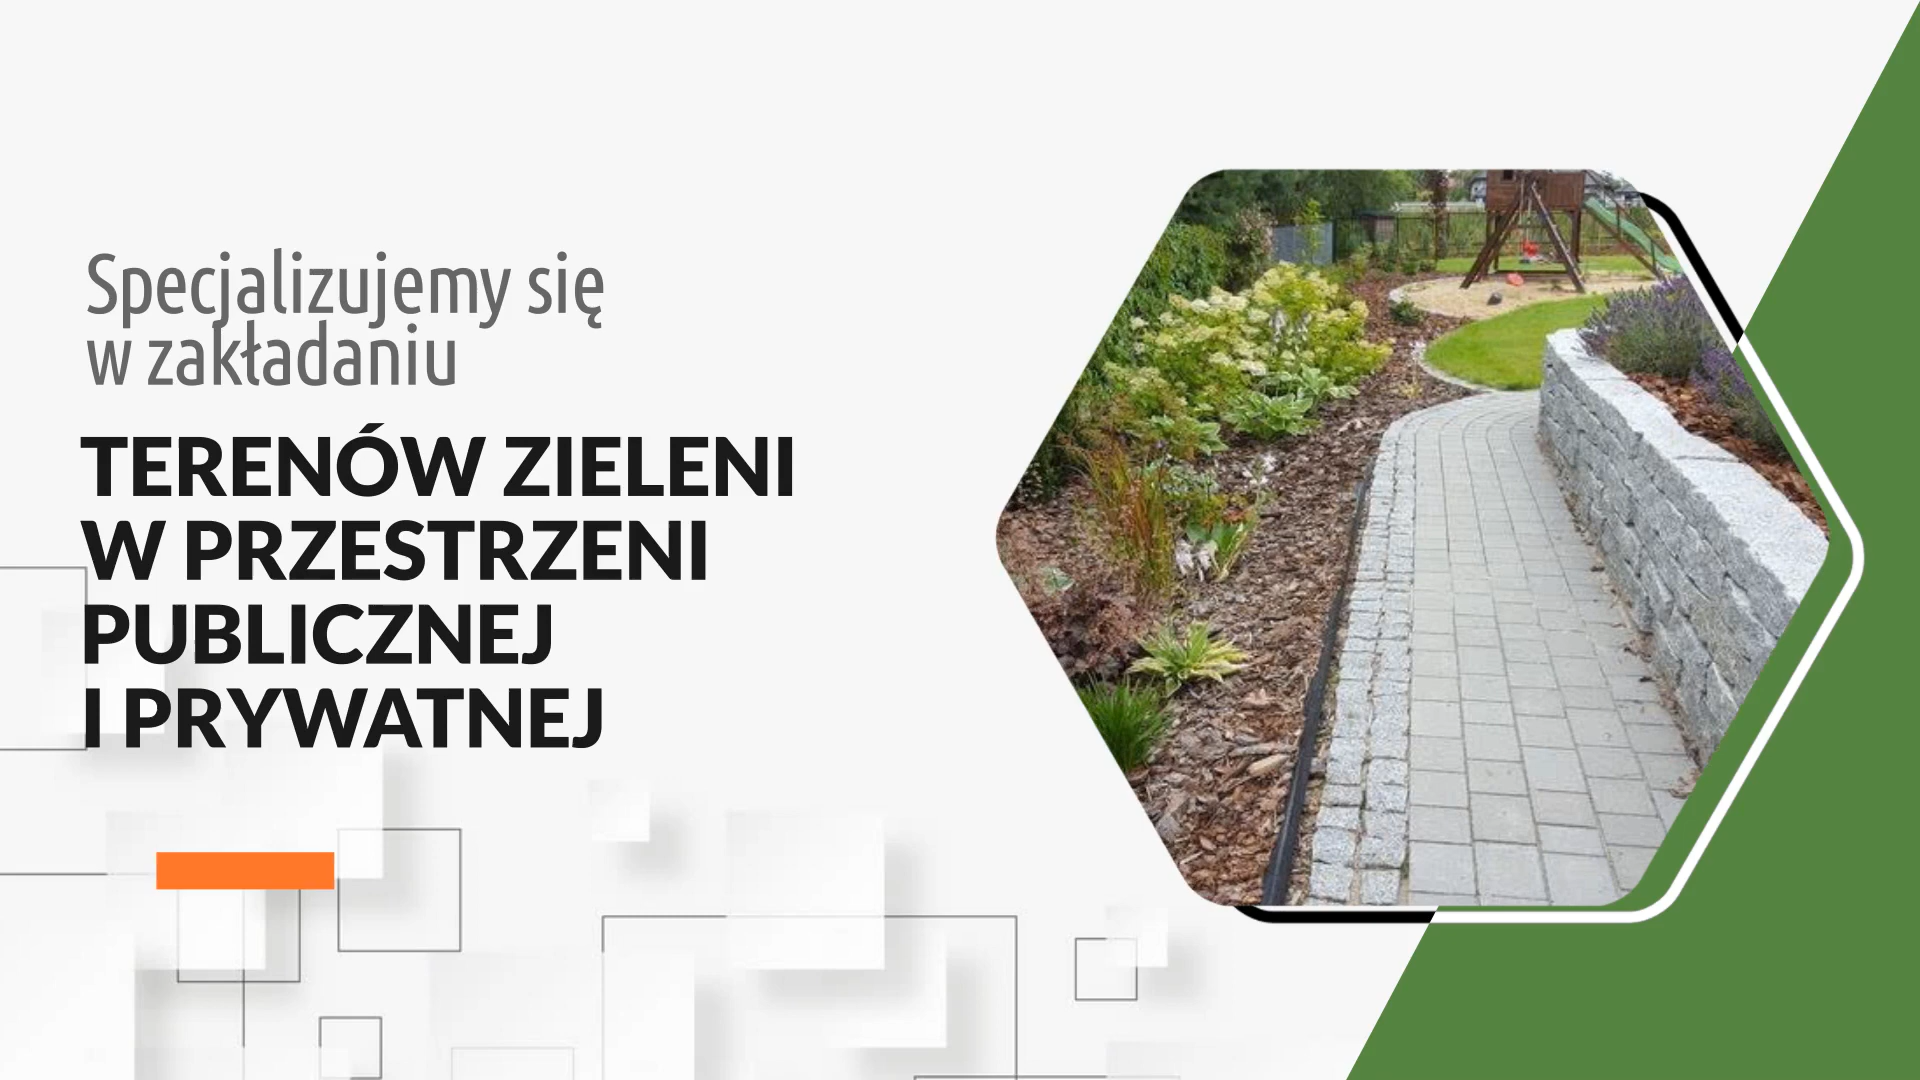 Specjalizujemy się
w zakładaniu
TERENÓW ZIELENI
W PRZESTRZENI
PUBLICZNEJ
I PRYWATNEJ